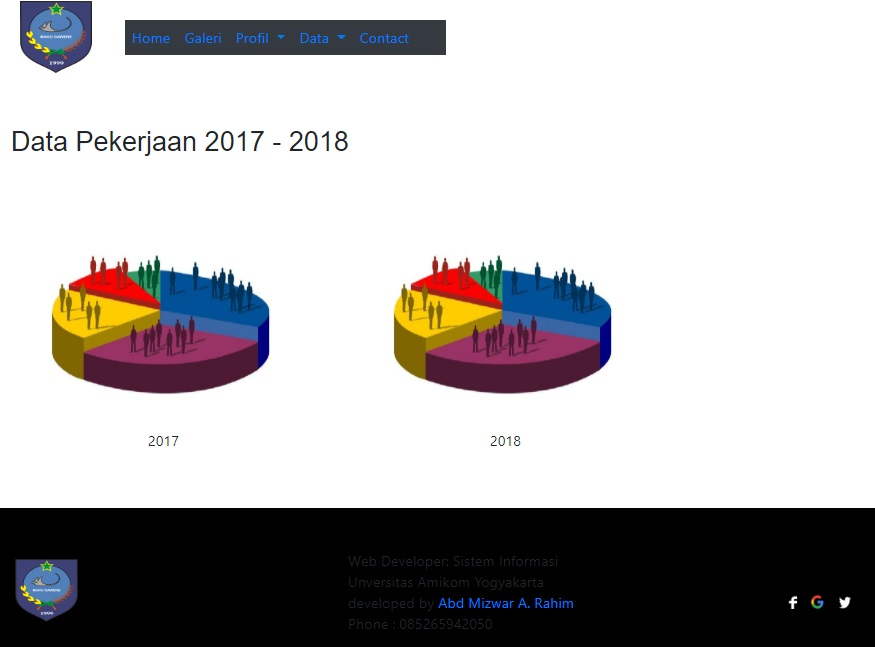 Home Galeri Profil Data Contact
Data Pekerjaan 2017 - 2018
2017 2018
Web Developer: Sistem Informasi
Unversitas Amikom Yogyakarta
developed by Abd Mizwar A. Rahim
Phone : 085265942050